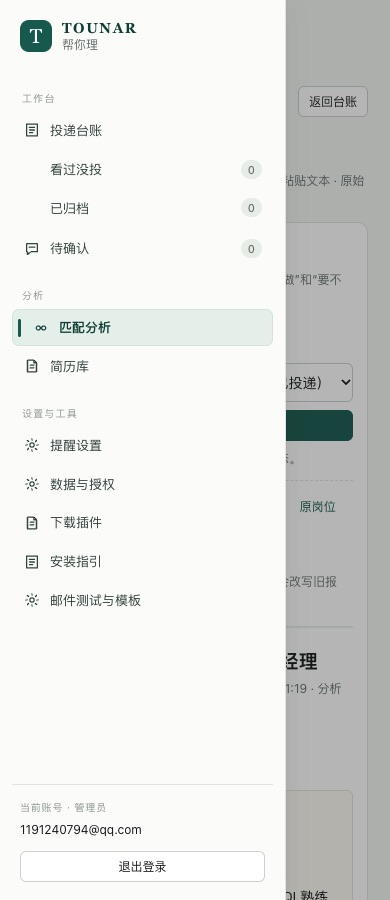 T
TOUNAR
帮你理
工作台
投递台账
看过没投
0
已归档
0
待确认
0
分析
匹配分析
简历库
设置与工具
提醒设置
数据与授权
下载插件
安装指引
邮件测试与模板
当前账号 · 管理员
1191240794@qq.com
退出登录
返回台账
粘贴文本 · 原始
做”和“要不
投递)
原岗位
改写旧报
经理
1:19 · 分析
熟练